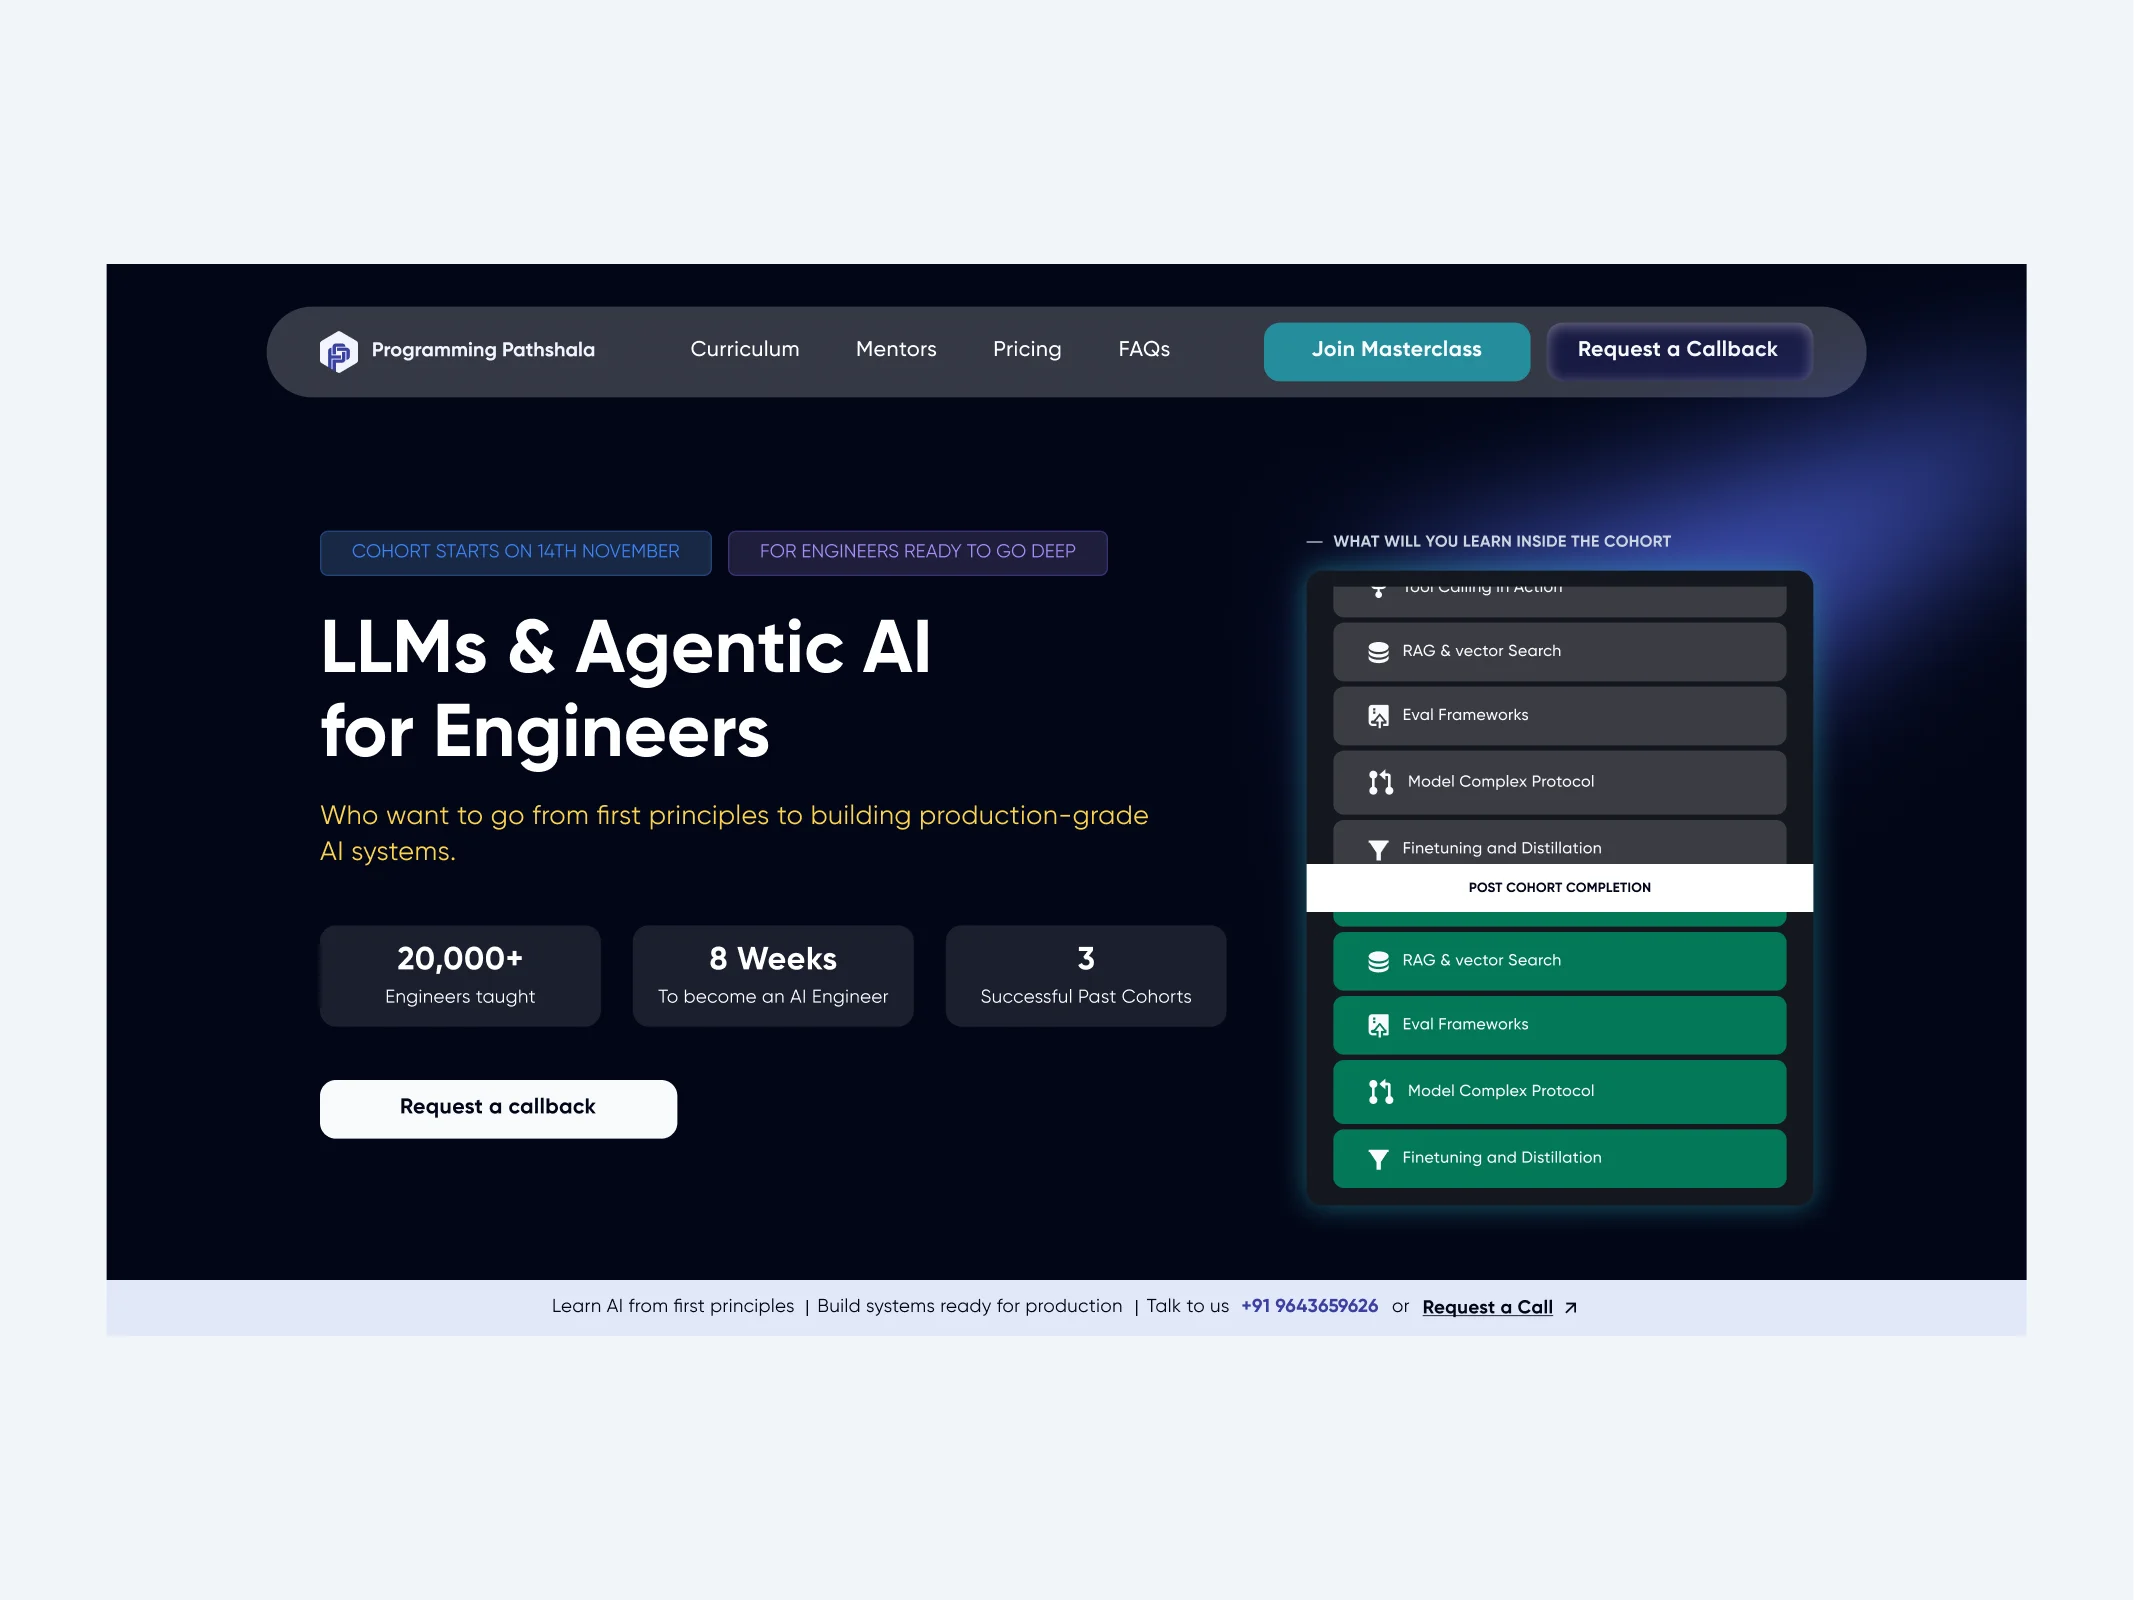 Programming Pathshala
Curriculum
Mentors
Pricing
FAQs
Join Masterclass
Request a Callback
COHORT STARTS ON 14TH NOVEMBER
FOR ENGINEERS READY TO GO DEEP
LLMs & Agentic AI
for Engineers
Who want to go from first principles to building production-grade
AI systems.
20,000+
Engineers taught
8 Weeks
To become an AI Engineer
3
Successful Past Cohorts
Request a callback
— WHAT WILL YOU LEARN INSIDE THE COHORT
Tool Calling in Action
RAG & vector Search
Eval Frameworks
Model Complex Protocol
Finetuning and Distillation
POST COHORT COMPLETION
RAG & vector Search
Eval Frameworks
Model Complex Protocol
Finetuning and Distillation
Learn AI from first principles | Build systems ready for production | Talk to us +91 9643659626 or Request a Call